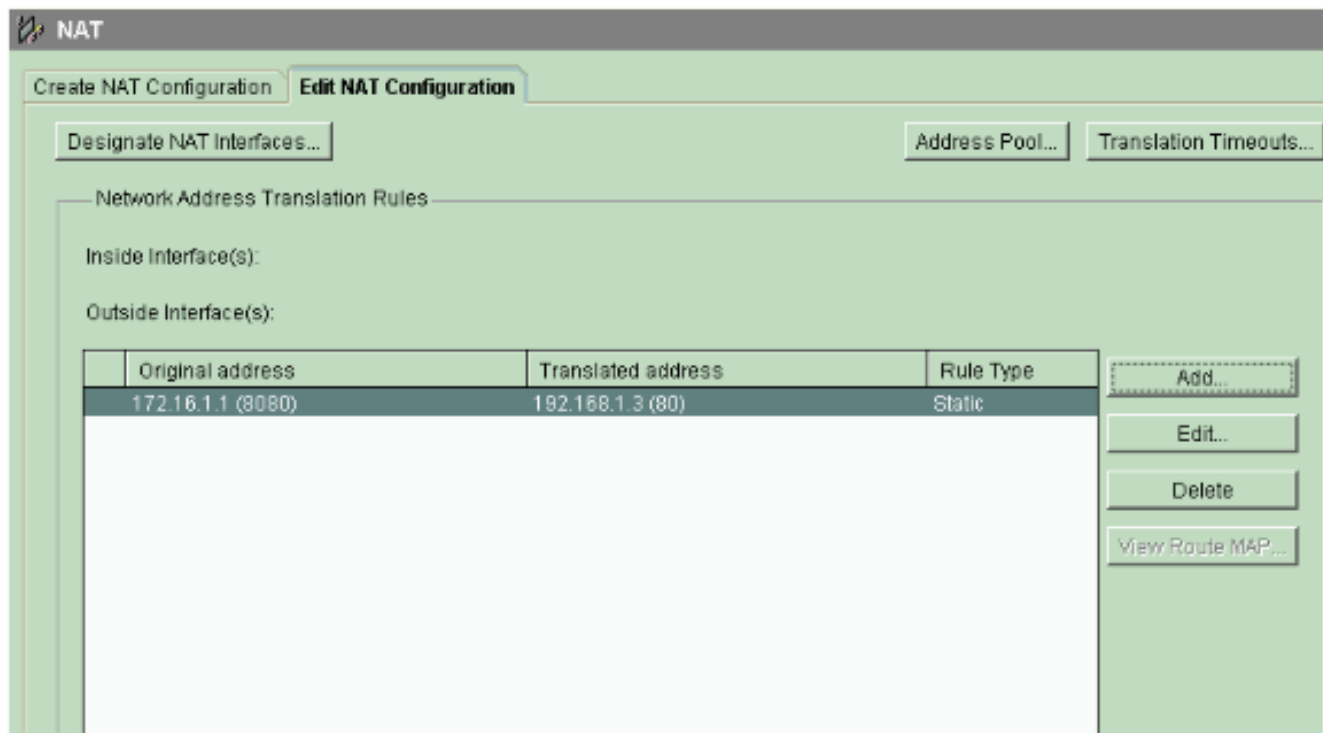 NAT
Create NAT Configuration Edit NAT Configuration
Designate NAT Interfaces... Address Pool... Translation Timeouts...
Network Address Translation Rules
Inside Interface(s):
Outside Interface(s):
Original address Translated address Rule Type
172.16.1.1 (8080) 192.168.1.3 (80) Static
Add...
Edit...
Delete
View Route MAP...